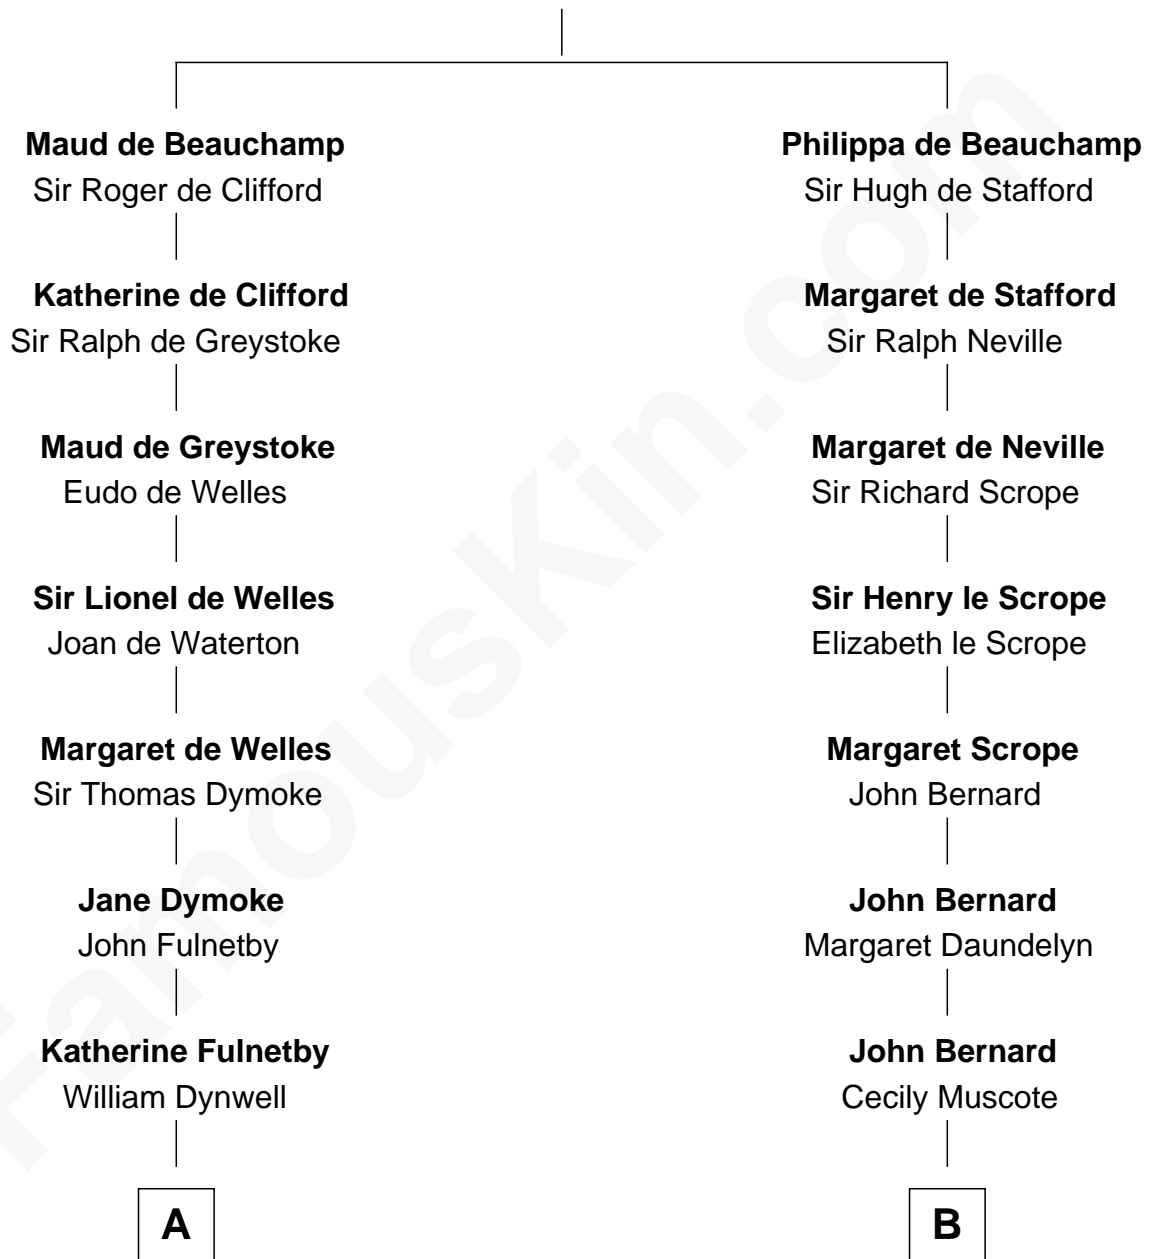 Maud de Beauchamp
Sir Roger de Clifford
Philippa de Beauchamp
Sir Hugh de Stafford
Katherine de Clifford
Sir Ralph de Greystoke
Margaret de Stafford
Sir Ralph Neville
Maud de Greystoke
Eudo de Welles
Margaret de Neville
Sir Richard Scrope
Sir Lionel de Welles
Joan de Waterton
Sir Henry le Scrope
Elizabeth le Scrope
Margaret de Welles
Sir Thomas Dymoke
Margaret Scrope
John Bernard
Jane Dymoke
John Fulnetby
John Bernard
Margaret Daundelyn
Katherine Fulnetby
William Dynwell
John Bernard
Cecily Muscote
A
B
FamousKin.com